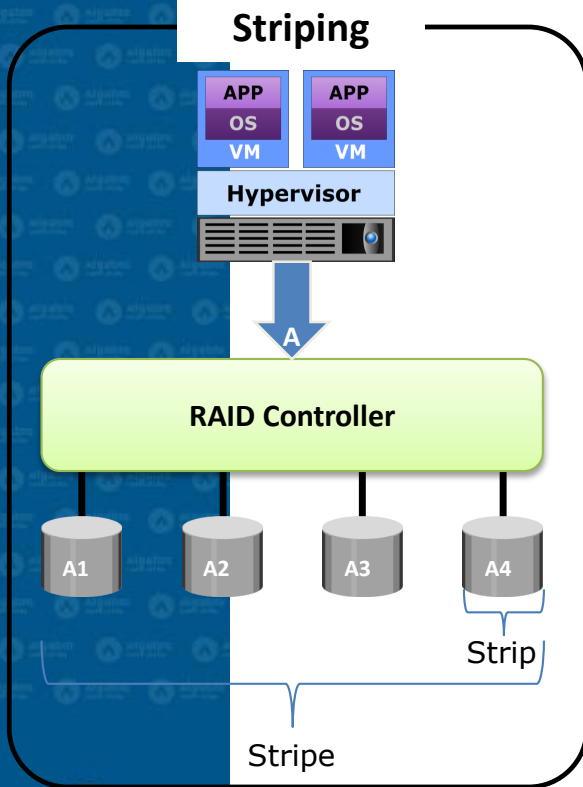 Striping
APP APP
OS OS
VM VM
Hypervisor
A
RAID Controller
A1 A2 A3 A4
Strip
Stripe